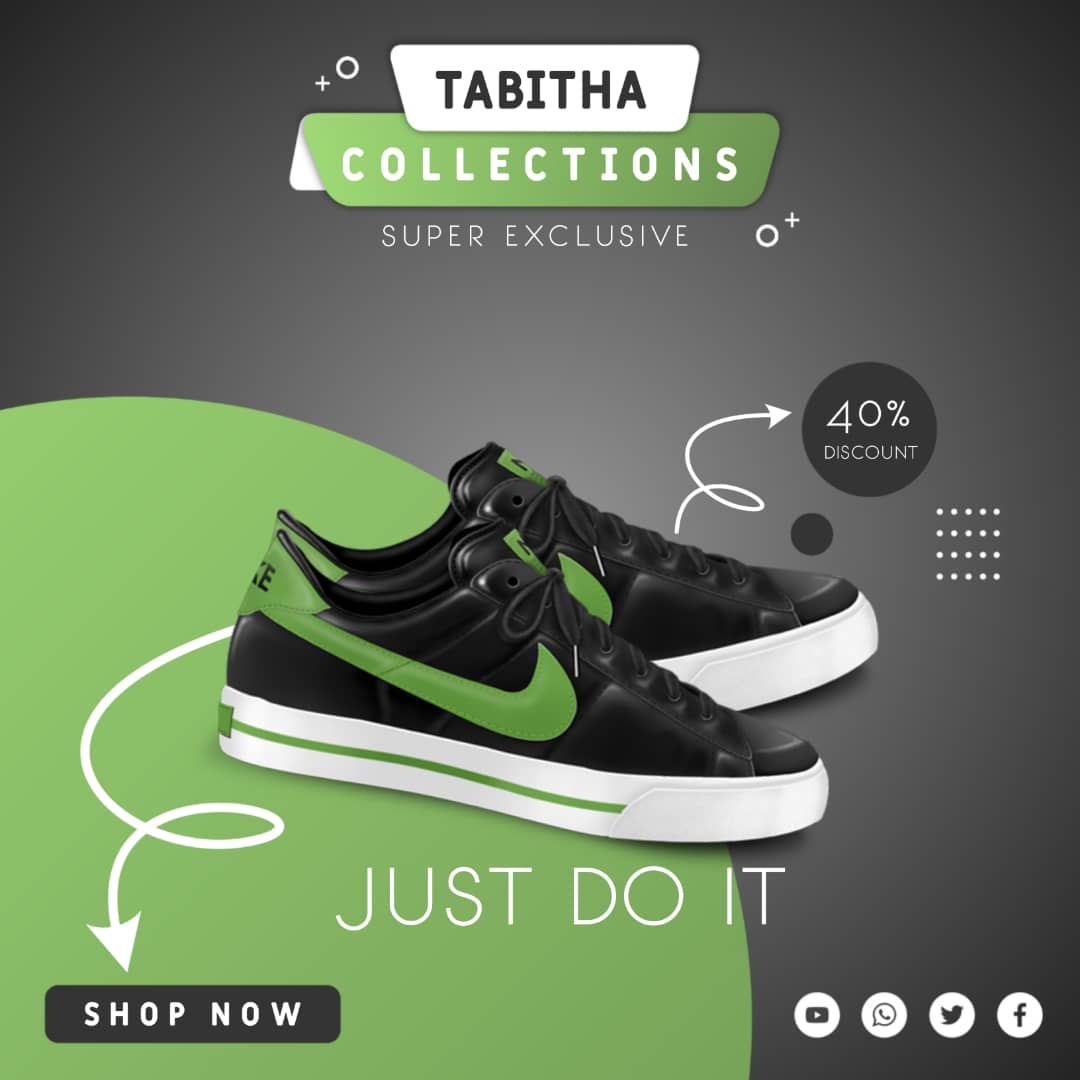 TABITHA
COLLECTIONS
SUPER EXCLUSIVE
40%
DISCOUNT
JUST DO IT
SHOP NOW